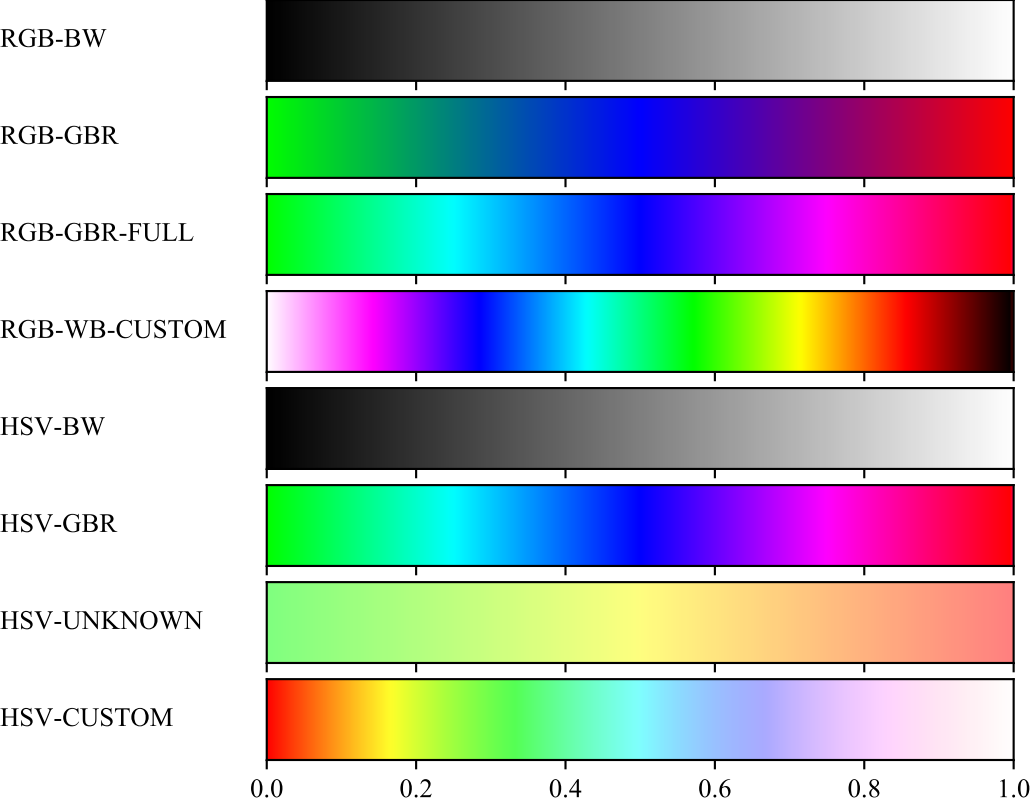 RGB-BW
RGB-GBR
RGB-GBR-FULL
RGB-WB-CUSTOM
HSV-BW
HSV-GBR
HSV-UNKNOWN
HSV-CUSTOM
0.0 0.2 0.4 0.6 0.8 1.0